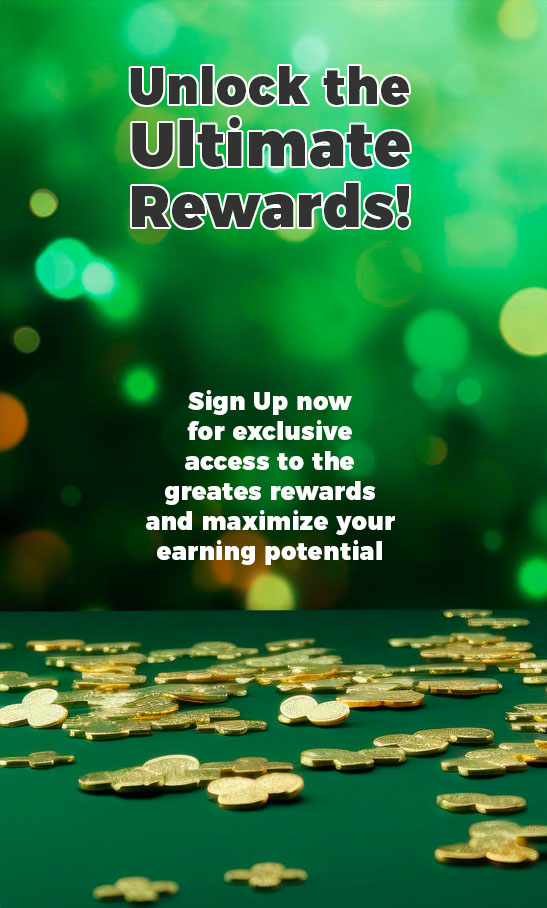 Unlock the
Ultimate
Rewards!
Sign Up now
for exclusive
access to the
greates rewards
and maximize your
earning potential